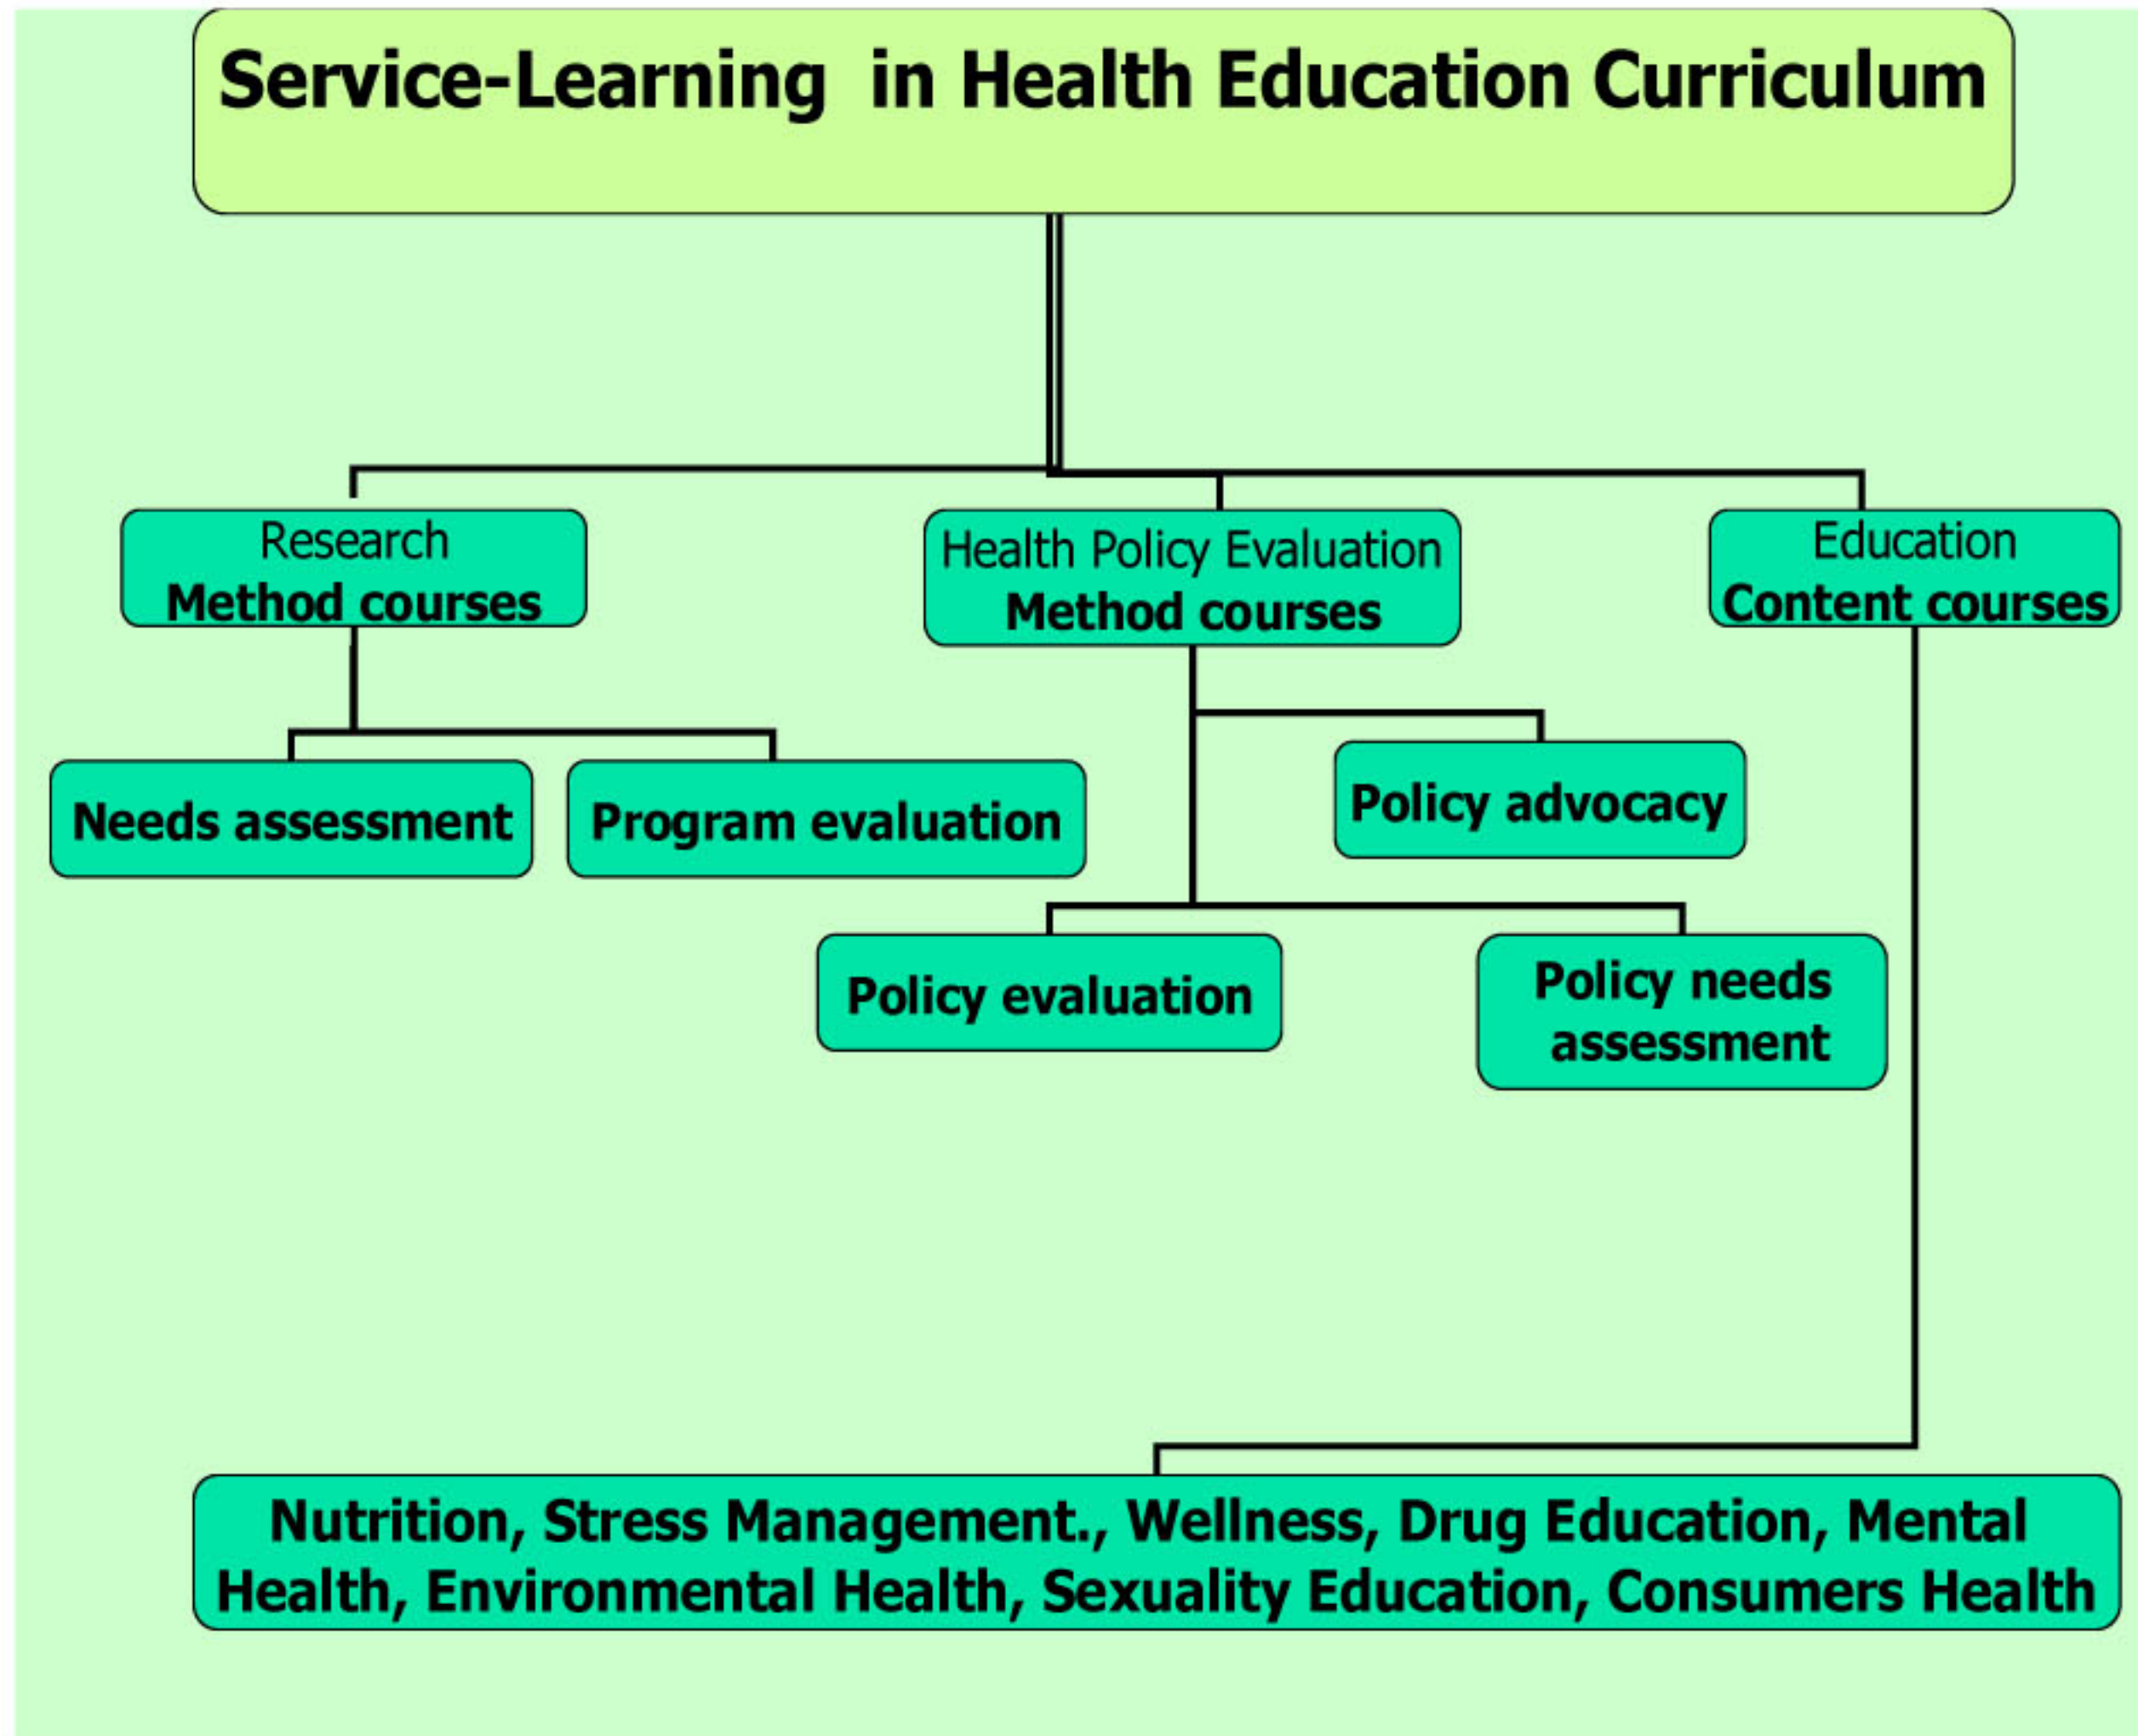 Service-Learning  in Health Education Curriculum
Research
Method courses
Health Policy Evaluation
Method courses
Education
Content courses
Needs assessment
Program evaluation
Policy advocacy
Policy evaluation
Policy needs
assessment
Nutrition, Stress Management., Wellness, Drug Education, Mental
Health, Environmental Health, Sexuality Education, Consumers Health